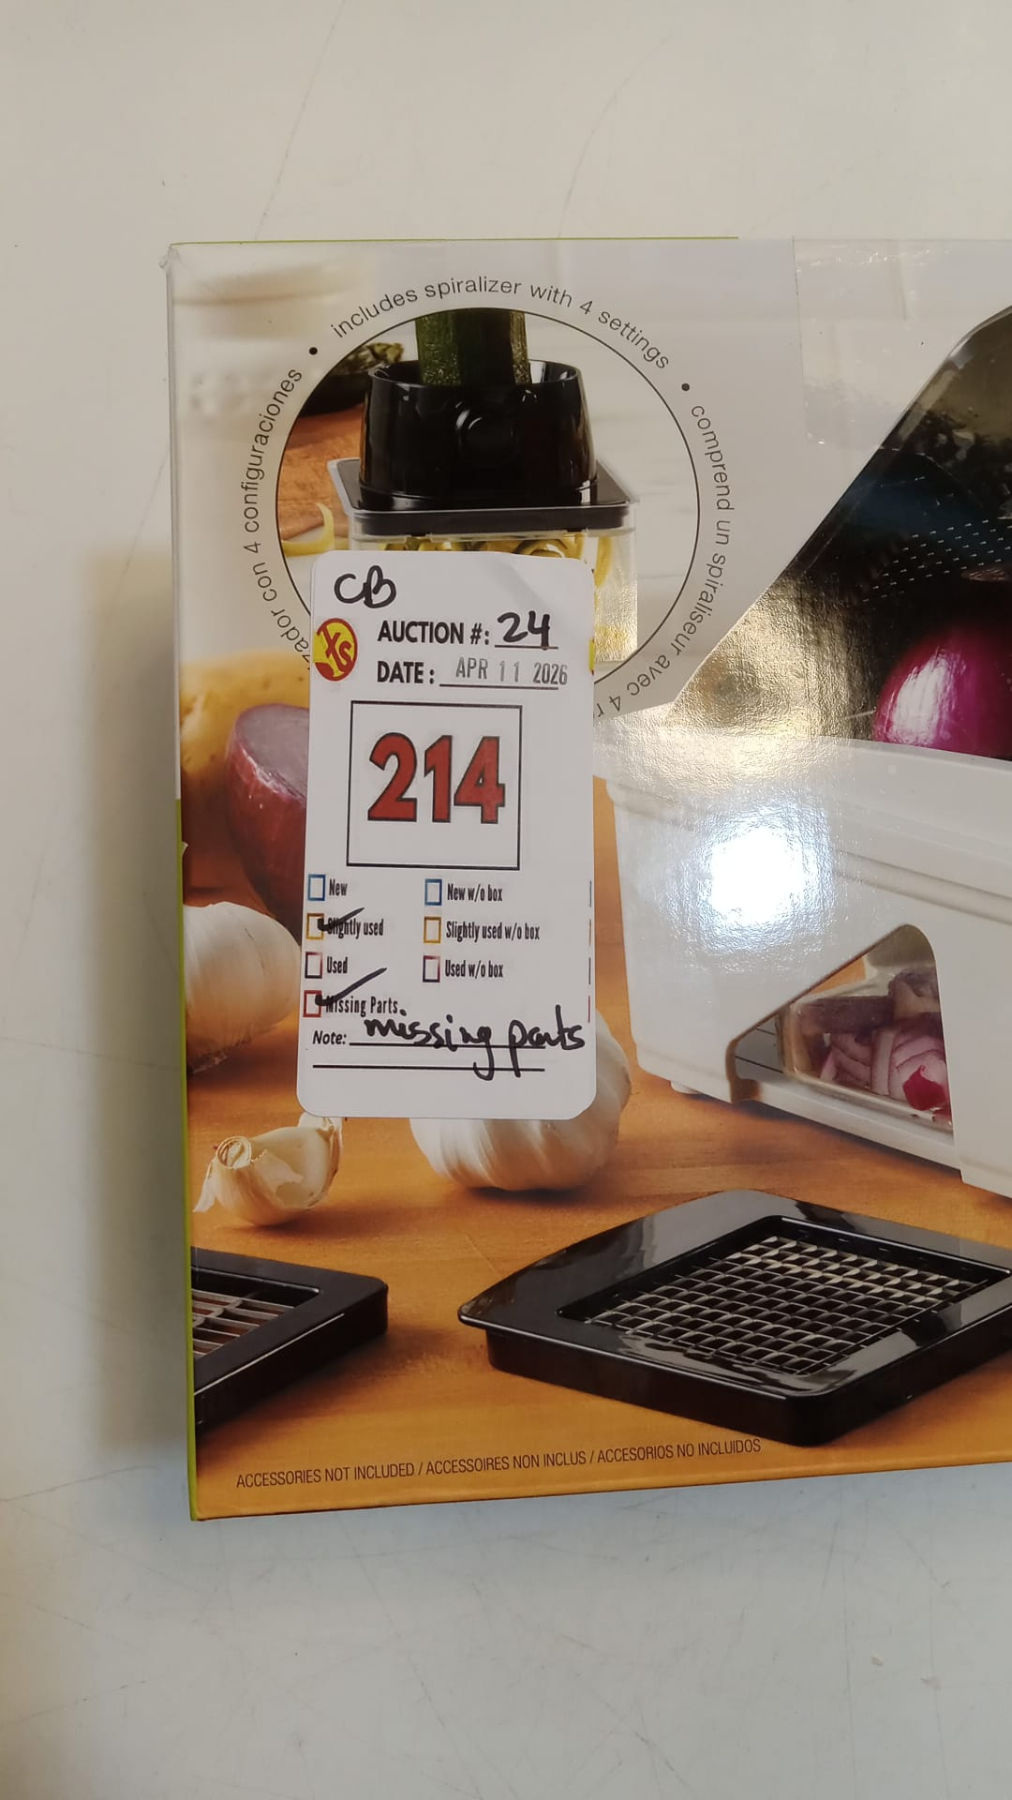 includes spiralizer with 4 settings
comprend un spiraliseur avec 4 r
zador con 4 configuraciones
CB
AUCTION #: 24
XS
DATE: APR 11 2026
214
New
New w/o box
Slightly used
Slightly used w/o box
Used
Used w/o box
Missing Parts
Note: missing parts
ACCESSORIES NOT INCLUDED / ACCESSOIRES NON INCLUS / ACCESORIOS NO INCLUIDOS